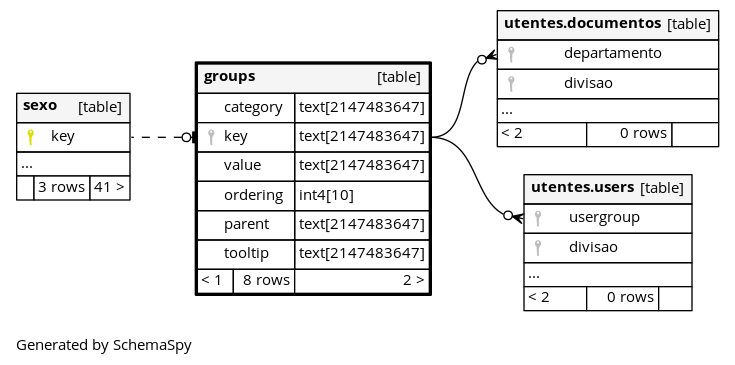 sexo [table]
key
...
3 rows 41 >
groups [table]
category text[2147483647]
key text[2147483647]
value text[2147483647]
ordering int4[10]
parent text[2147483647]
tooltip text[2147483647]
< 1 8 rows 2 >
utentes.documentos [table]
departamento
divisao
...
< 2 0 rows
utentes.users [table]
usergroup
divisao
...
< 2 0 rows
Generated by SchemaSpy